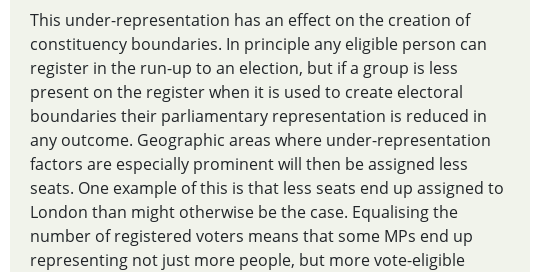 This under-representation has an effect on the creation of
constituency boundaries. In principle any eligible person can
register in the run-up to an election, but if a group is less
present on the register when it is used to create electoral
boundaries their parliamentary representation is reduced in
any outcome. Geographic areas where under-representation
factors are especially prominent will then be assigned less
seats. One example of this is that less seats end up assigned to
London than might otherwise be the case. Equalising the
number of registered voters means that some MPs end up
representing not just more people, but more vote-eligible